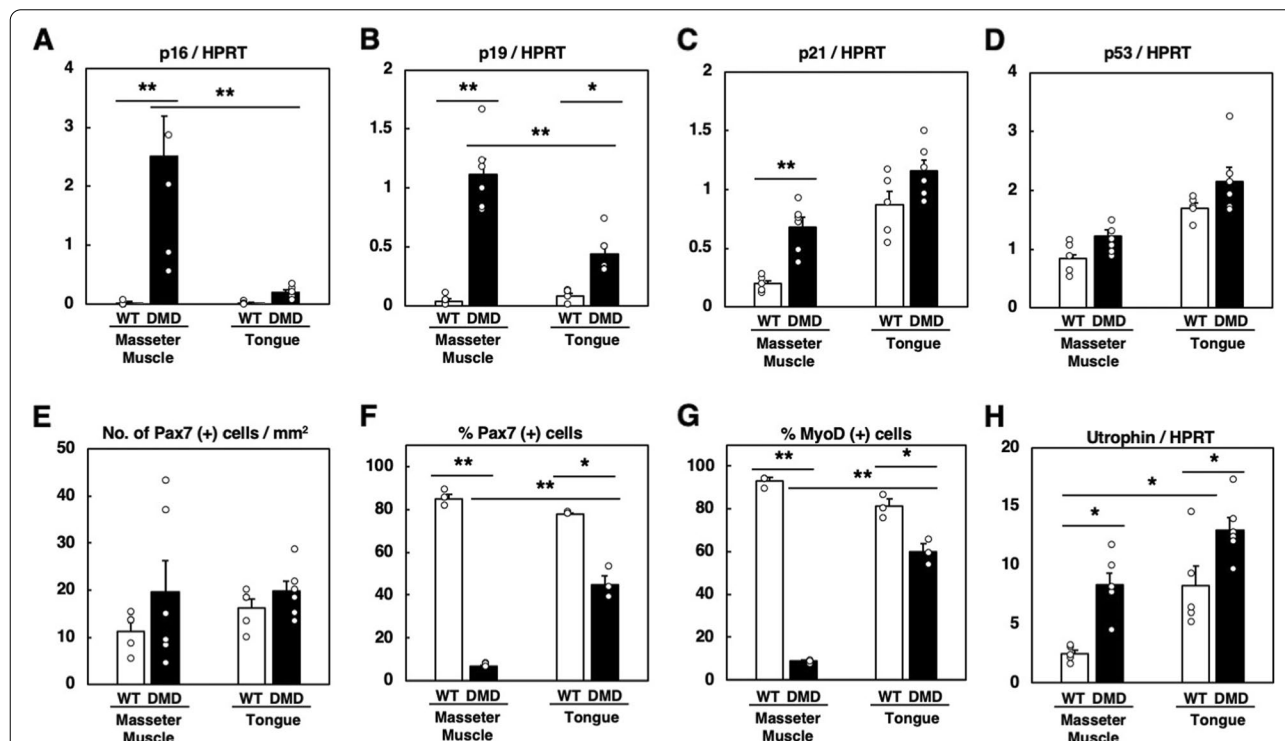 A
p16 / HPRT
4
3
2
1
0
**
**
WT DMD
WT DMD
Masseter
Muscle
Tongue
B
p19 / HPRT
2
1.5
1
0.5
0
**
*
**
WT DMD
WT DMD
Masseter
Muscle
Tongue
C
p21 / HPRT
2
1
0.5
0
**
WT DMD
WT DMD
Masseter
Muscle
Tongue
D
p53 / HPRT
4
3
2
1
0
WT DMD
WT DMD
Masseter
Muscle
Tongue
E
No. of Pax7 (+) cells / mm²
50
40
30
20
10
0
WT DMD
WT DMD
Masseter
Muscle
Tongue
F
% Pax7 (+) cells
100
80
60
40
20
0
**
*
**
WT DMD
WT DMD
Masseter
Muscle
Tongue
G
% MyoD (+) cells
100
80
60
40
20
0
**
*
**
WT DMD
WT DMD
Masseter
Muscle
Tongue
H
Utrophin / HPRT
20
15
10
5
0
*
*
*
WT DMD
WT DMD
Masseter
Muscle
Tongue